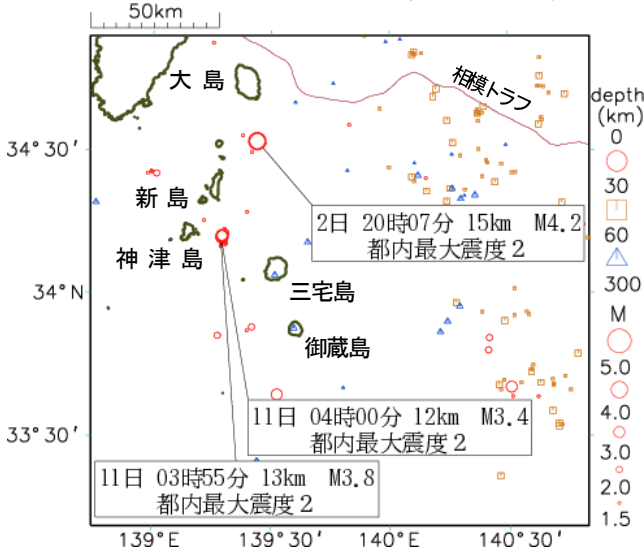 50km
大島
相模トラフ
depth
(km)
0
30
60
300
M
5.0
4.0
3.0
2.0
1.5
34°30′
34°N
33°30′
新島
神津島
三宅島
御蔵島
2日 20時07分 15km M4.2
都内最大震度2
11日 04時00分 12km M3.4
都内最大震度2
11日 03時55分 13km M3.8
都内最大震度2
139°E
139°30′
140°E
140°30′